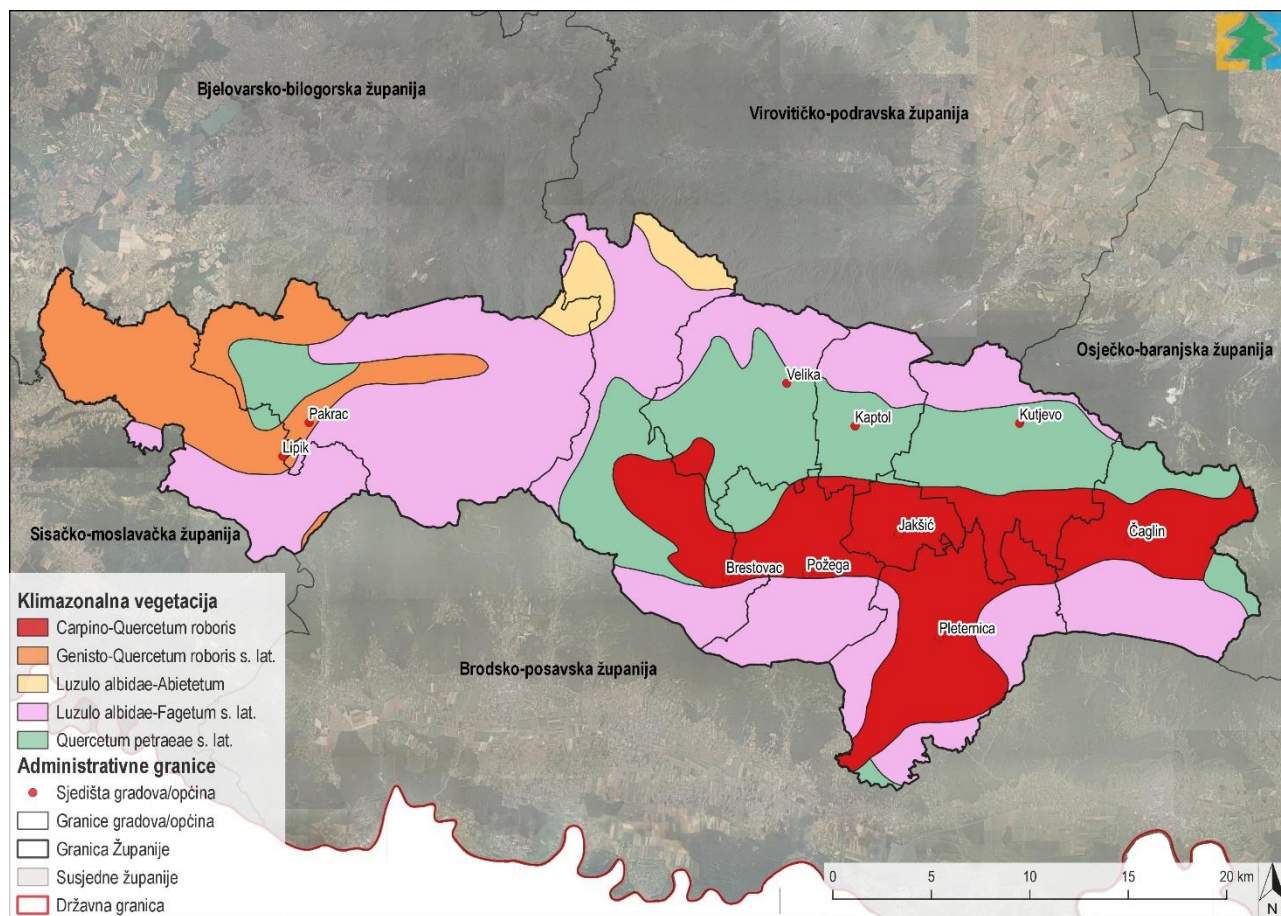 Bjelovarsko-bilogorska županija
Virovitičko-podravska županija
Osječko-baranjska županija
Velika
Kaptol
Kutjevo
Pakrac
Lipik
Sisačko-moslavačka županija
Jakšić
Čaglin
Brestovac
Požega
Pleternica
Brodsko-posavska županija
Klimazonalna vegetacija
Carpino-Quercetum roboris
Genisto-Quercetum roboris s. lat.
Luzulo albidae-Abietetum
Luzulo albidae-Fagetum s. lat.
Quercetum petraeae s. lat.
Administrativne granice
Sjedišta gradova/općina
Granice gradova/općina
Granica Županije
Susjedne županije
Državna granica
0 5 10 15 20 km
N